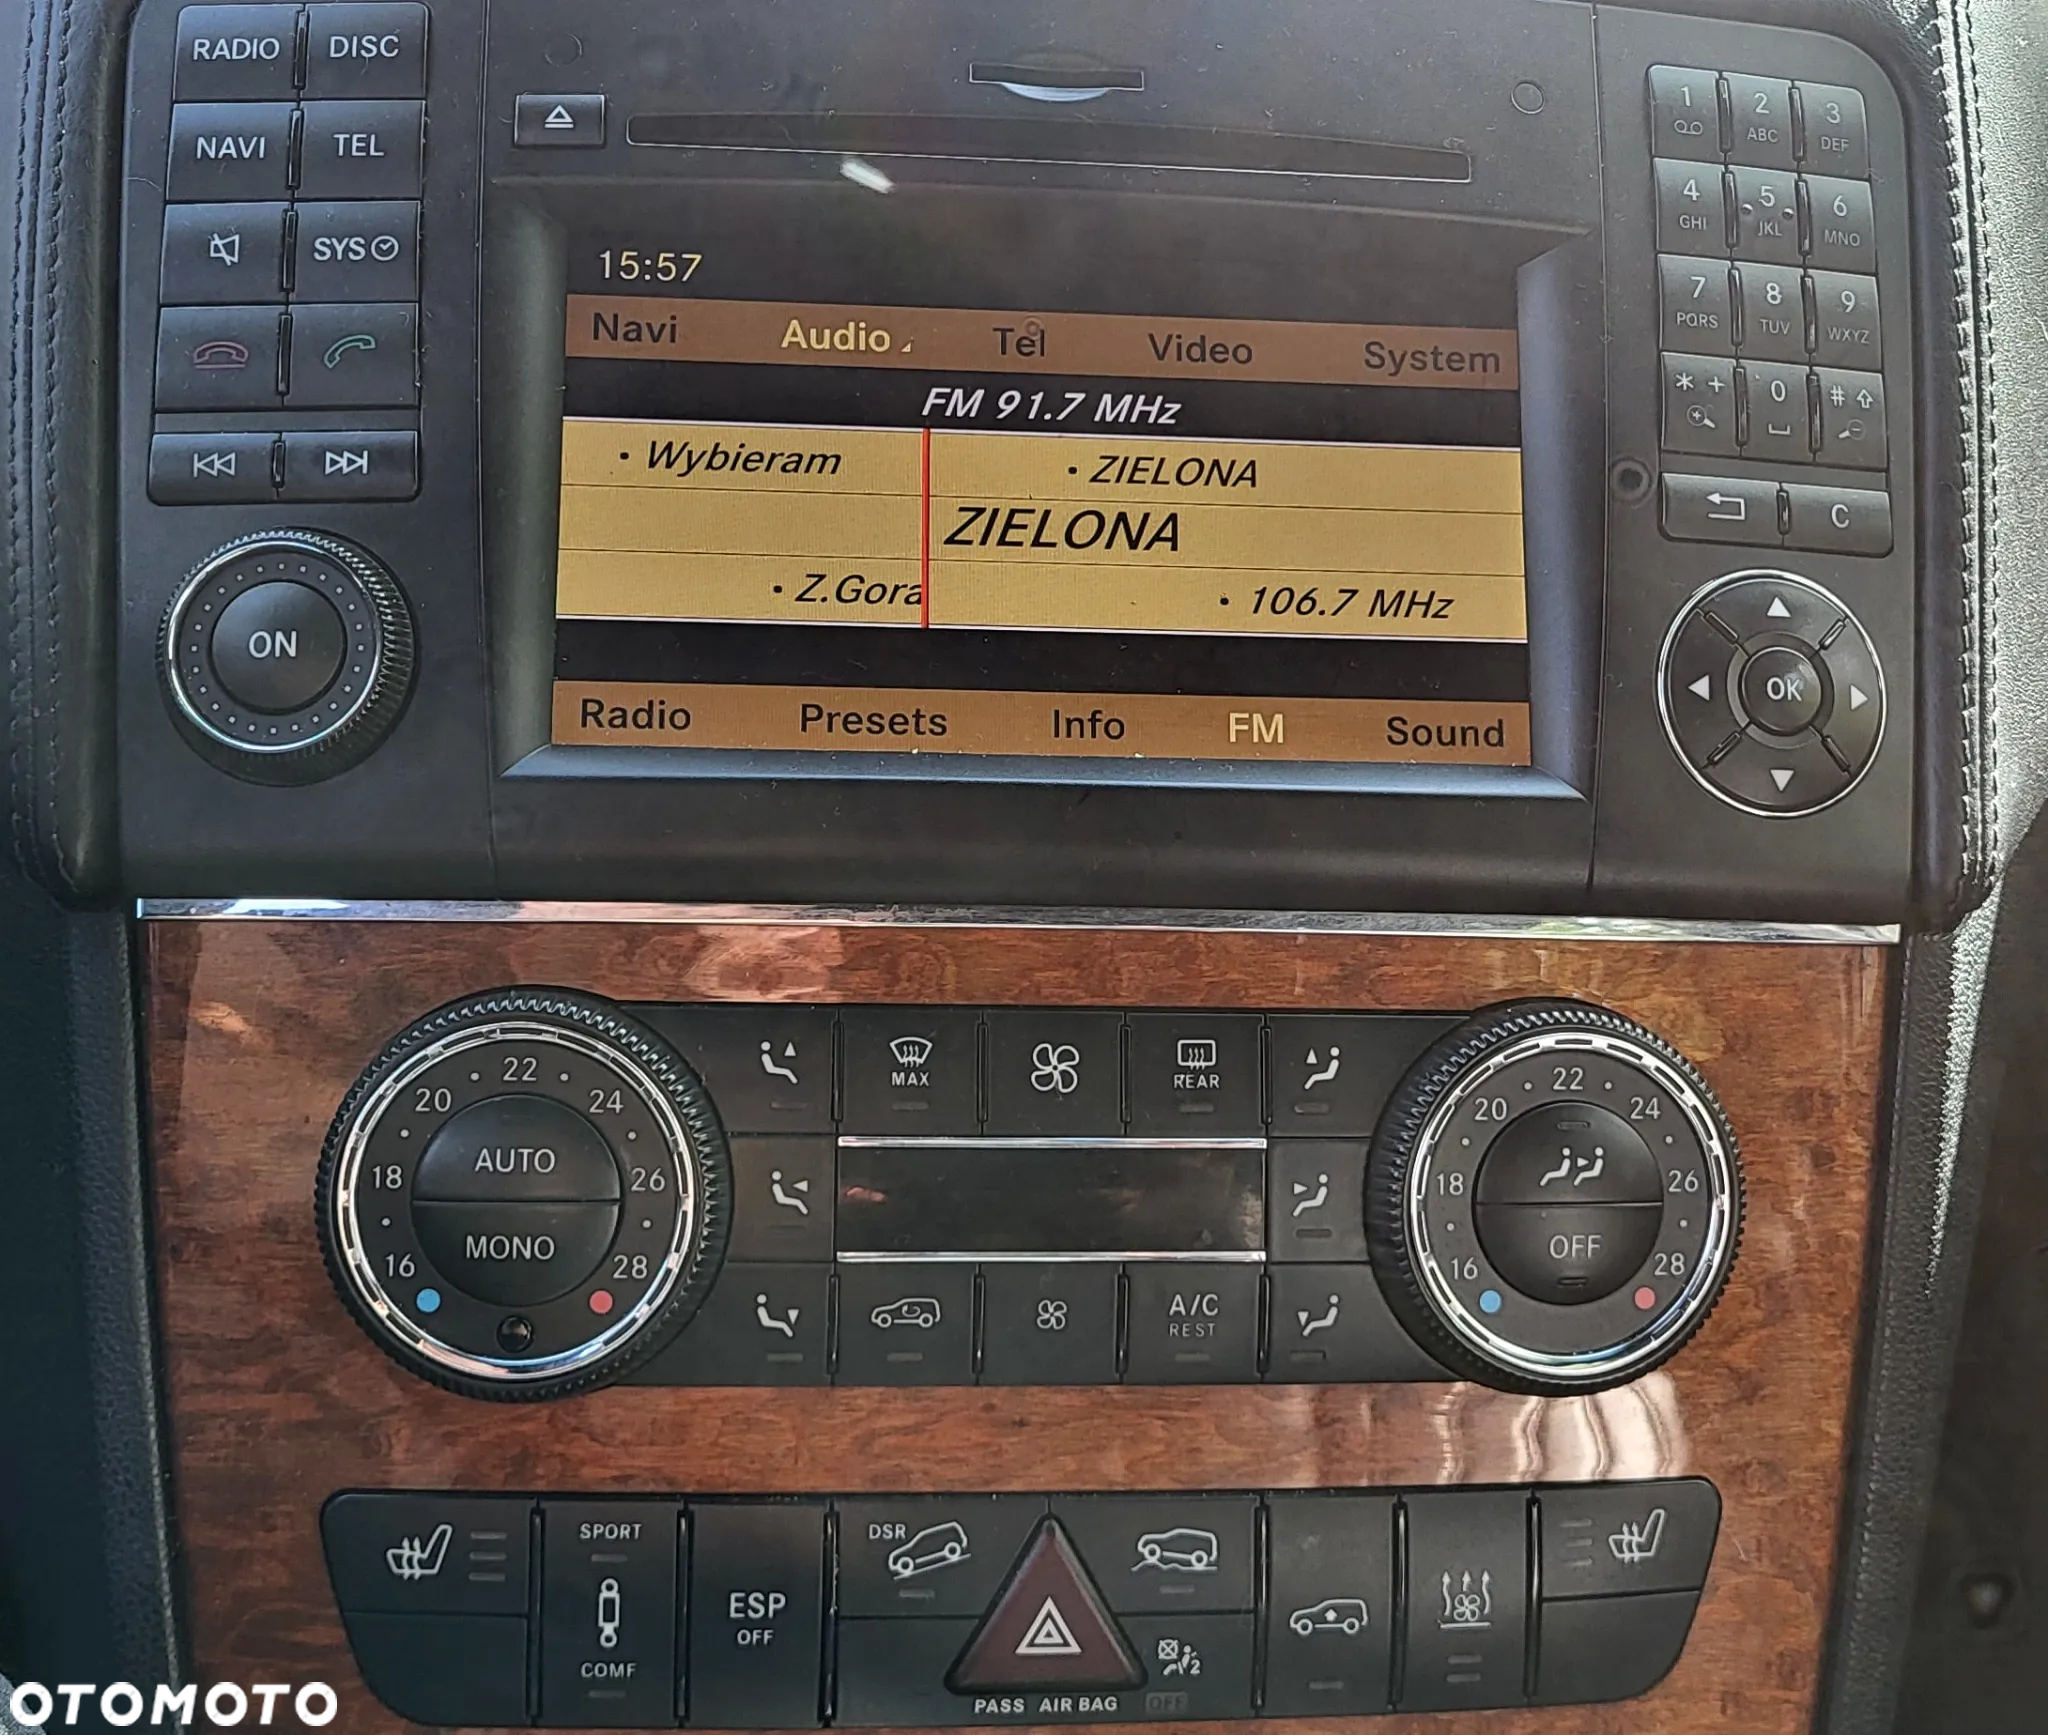 RADIO DISC
NAVI TEL
SYS
ON
1 2 ABC 3 DEF
4 GHI 5 JKL 6 MNO
7 PQRS 8 TUV 9 WXYZ
* + 0 #
C
OK
15:57
Navi Audio Tel Video System
FM 91.7 MHz
• Wybieram • ZIELONA
ZIELONA
• Z.Gora • 106.7 MHz
Radio Presets Info FM Sound
MAX REAR
16 18 20 22 24 26 28
AUTO
MONO
A/C
REST
16 18 20 22 24 26 28
OFF
SPORT
COMF
ESP
OFF
DSR
2
PASS AIR BAG OFF
OTOMOTO